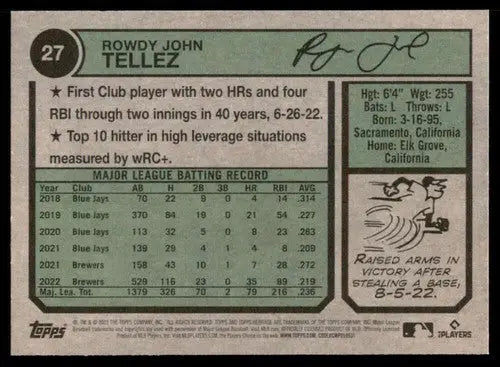 27
ROWDY JOHN
TELLEZ
★ First Club player with two HRs and four
RBI through two innings in 40 years, 6-26-22.
★ Top 10 hitter in high leverage situations
measured by wRC+.
Hgt: 6'4" Wgt: 255
Bats: L Throws: L
Born: 3-16-95,
Sacramento, California
Home: Elk Grove,
California
MAJOR LEAGUE BATTING RECORD
Year Club AB H 2B 3B HR RBI AVG
2018 Blue Jays 70 22 9 0 4 14 .314
2019 Blue Jays 370 84 19 0 21 54 .227
2020 Blue Jays 113 32 5 0 8 23 .283
2021 Blue Jays 139 29 4 1 4 8 .209
2021 Brewers 158 43 10 1 7 28 .272
2022 Brewers 529 116 23 0 35 89 .219
Maj. Lea. Tot. 1379 326 70 2 79 216 .236
RAISED ARMS IN
VICTORY AFTER
STEALING A BASE,
8-5-22.
TOPPS
PLAYERS